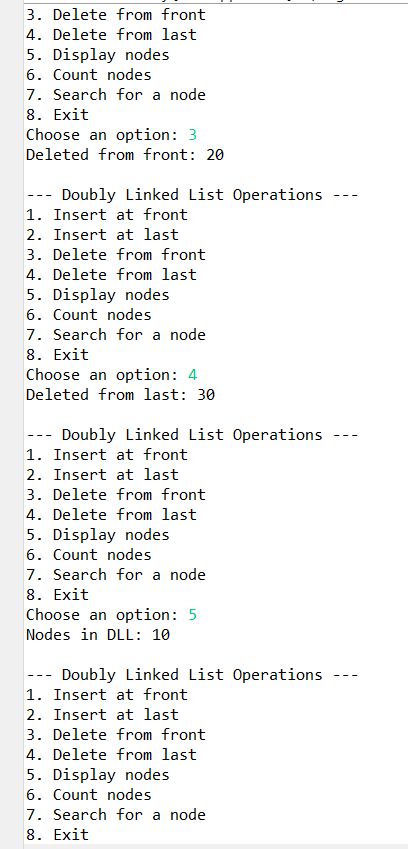 3. Delete from front
4. Delete from last
5. Display nodes
6. Count nodes
7. Search for a node
8. Exit
Choose an option: 3
Deleted from front: 20

--- Doubly Linked List Operations ---
1. Insert at front
2. Insert at last
3. Delete from front
4. Delete from last
5. Display nodes
6. Count nodes
7. Search for a node
8. Exit
Choose an option: 4
Deleted from last: 30

--- Doubly Linked List Operations ---
1. Insert at front
2. Insert at last
3. Delete from front
4. Delete from last
5. Display nodes
6. Count nodes
7. Search for a node
8. Exit
Choose an option: 5
Nodes in DLL: 10

--- Doubly Linked List Operations ---
1. Insert at front
2. Insert at last
3. Delete from front
4. Delete from last
5. Display nodes
6. Count nodes
7. Search for a node
8. Exit